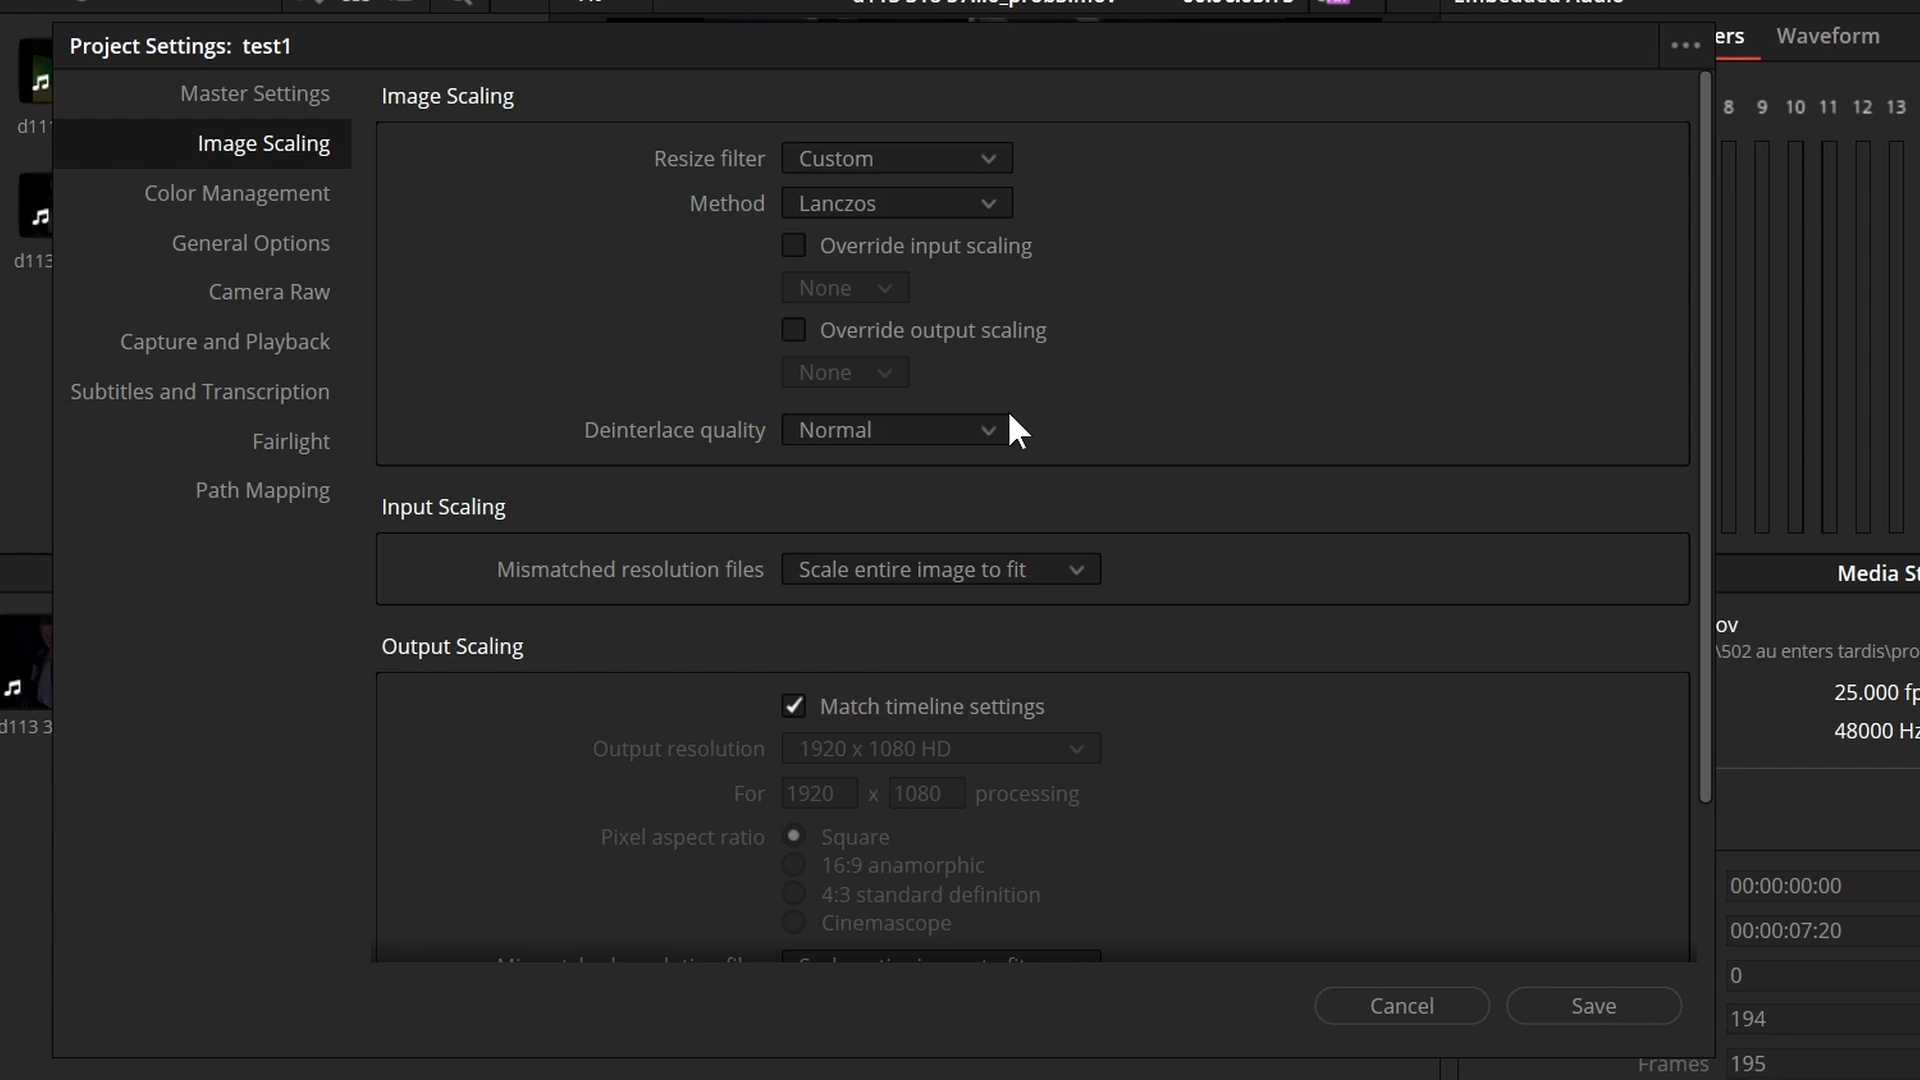 Project Settings: test1
Waveform
Master Settings
Image Scaling
Color Management
General Options
Camera Raw
Capture and Playback
Subtitles and Transcription
Fairlight
Path Mapping
Image Scaling
Resize filter Custom
Method Lanczos
Override input scaling
None
Override output scaling
None
Deinterlace quality Normal
Input Scaling
Mismatched resolution files Scale entire image to fit
Output Scaling
Match timeline settings
Output resolution 1920 x 1080 HD
For 1920 x 1080 processing
Pixel aspect ratio Square
16:9 anamorphic
4:3 standard definition
Cinemascope
Cancel
Save
8 9 10 11 12 13
Media St
ov
\502 au enters tardis\pro
25.000 fp
48000 Hz
00:00:00:00
00:00:07:20
0
194
Frames 195
d113
d113 3